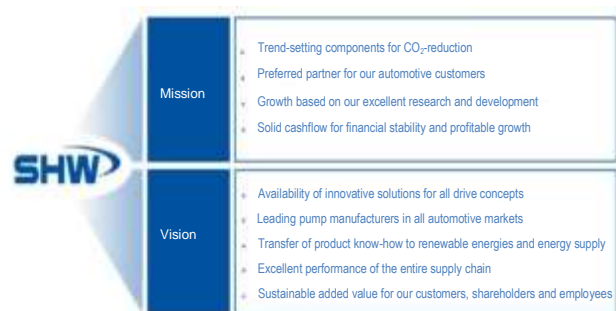 SHW
Mission
Trend-setting components for CO₂-reduction
Preferred partner for our automotive customers
Growth based on our excellent research and development
Solid cashflow for financial stability and profitable growth
Vision
Availability of innovative solutions for all drive concepts
Leading pump manufacturers in all automotive markets
Transfer of product know-how to renewable energies and energy supply
Excellent performance of the entire supply chain
Sustainable added value for our customers, shareholders and employees